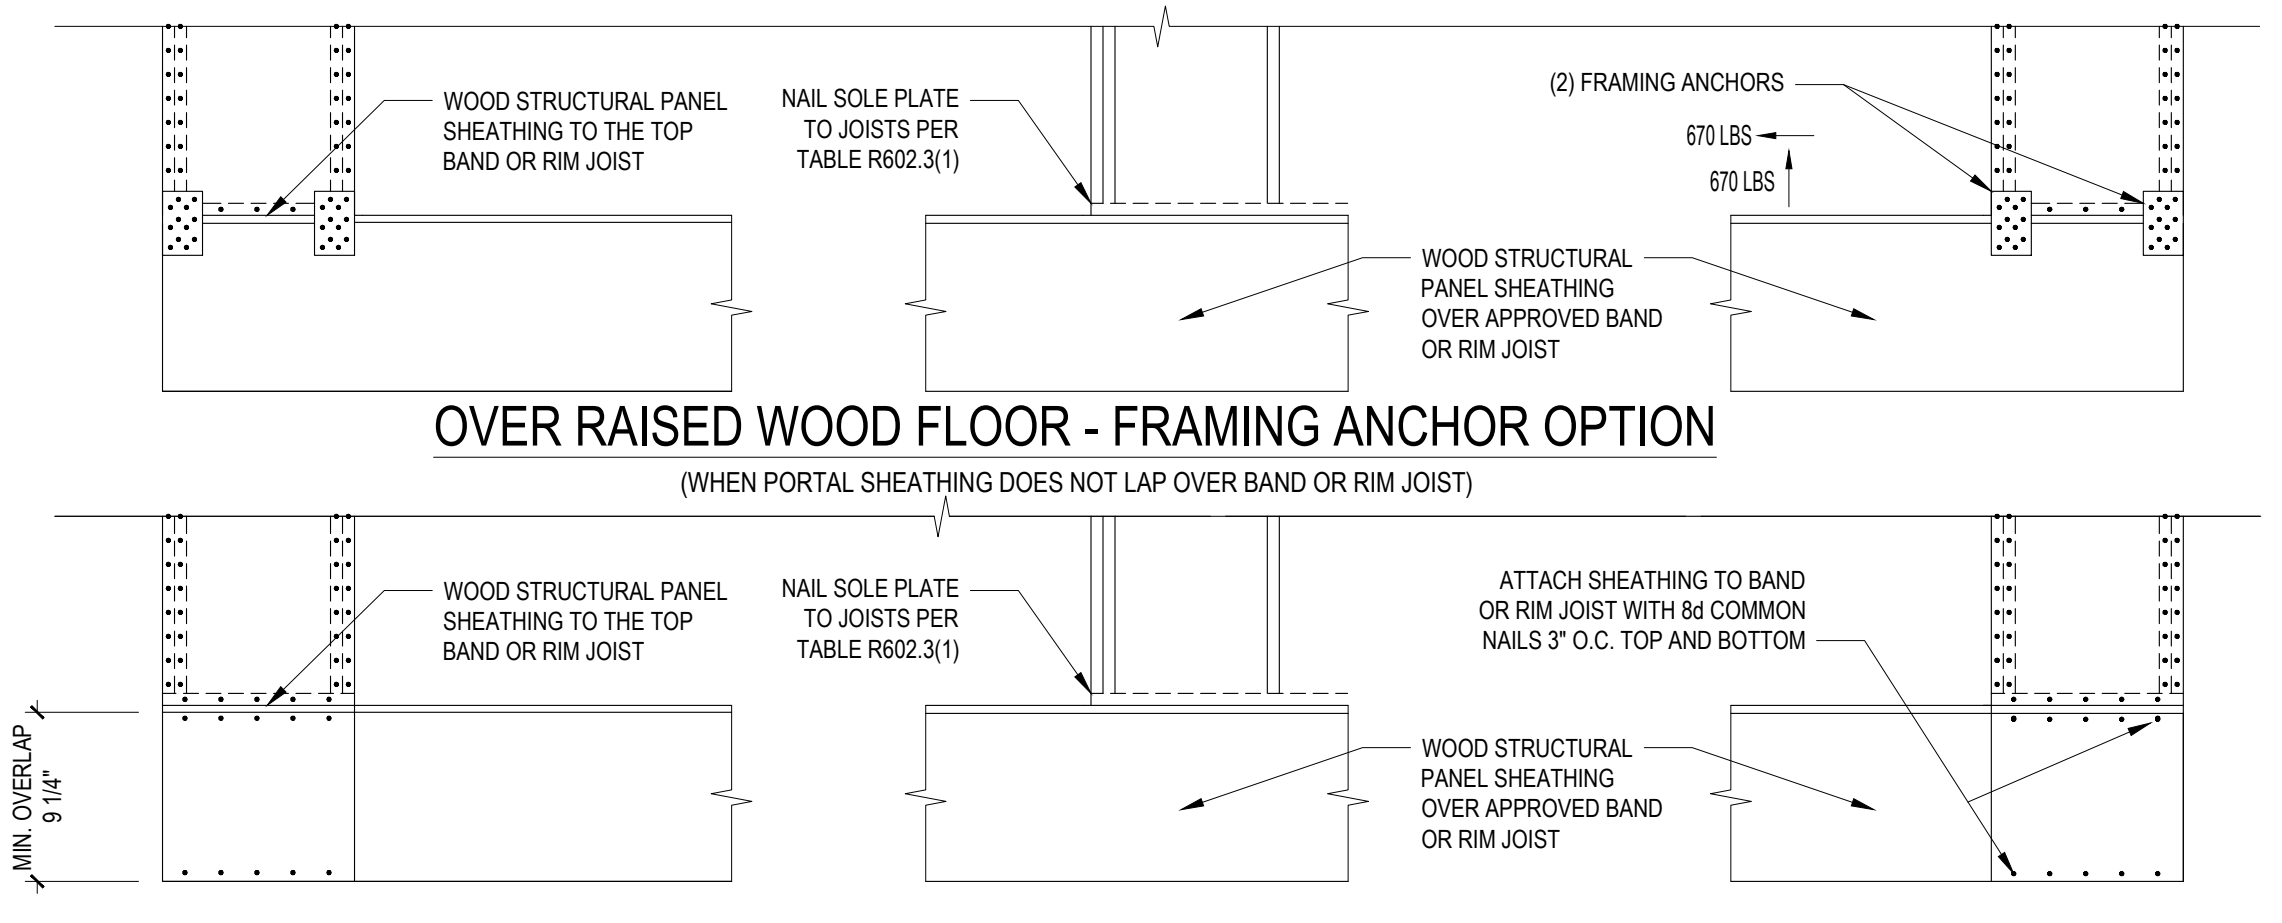 WOOD STRUCTURAL PANEL
SHEATHING TO THE TOP
BAND OR RIM JOIST
NAIL SOLE PLATE
TO JOISTS PER
TABLE R602.3(1)
(2) FRAMING ANCHORS
670 LBS
670 LBS
WOOD STRUCTURAL
PANEL SHEATHING
OVER APPROVED BAND
OR RIM JOIST
OVER RAISED WOOD FLOOR - FRAMING ANCHOR OPTION
(WHEN PORTAL SHEATHING DOES NOT LAP OVER BAND OR RIM JOIST)
WOOD STRUCTURAL PANEL
SHEATHING TO THE TOP
BAND OR RIM JOIST
NAIL SOLE PLATE
TO JOISTS PER
TABLE R602.3(1)
ATTACH SHEATHING TO BAND
OR RIM JOIST WITH 8d COMMON
NAILS 3" O.C. TOP AND BOTTOM
WOOD STRUCTURAL
PANEL SHEATHING
OVER APPROVED BAND
OR RIM JOIST
MIN. OVERLAP
9 1/4"